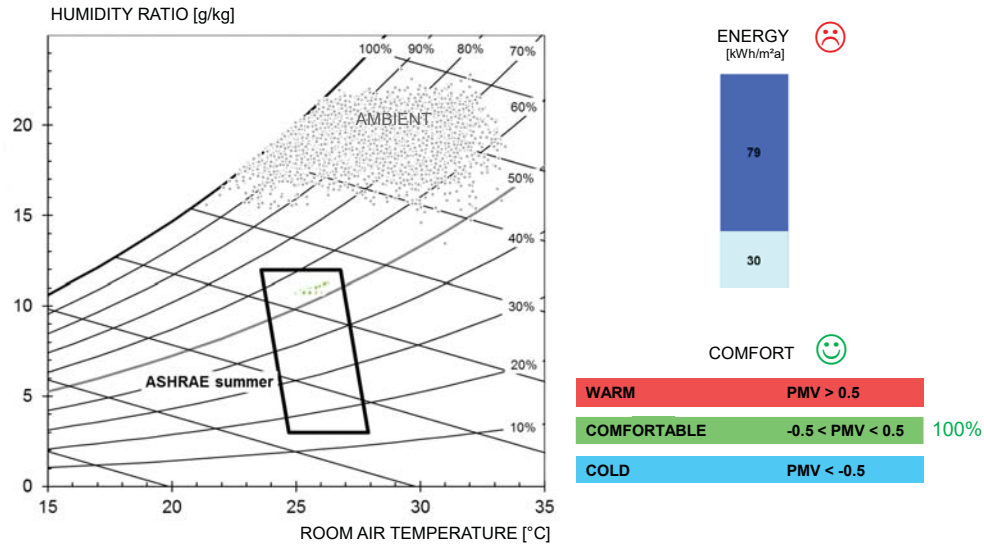 HUMIDITY RATIO [g/kg]
100%
90%
80%
70%
60%
50%
40%
30%
20%
10%
AMBIENT
ASHRAE summer
20
15
10
5
0
15
20
25
30
35
ROOM AIR TEMPERATURE [°C]
ENERGY
[kWh/m²a]
79
30
COMFORT
WARM PMV > 0.5
COMFORTABLE -0.5 < PMV < 0.5 100%
COLD PMV < -0.5